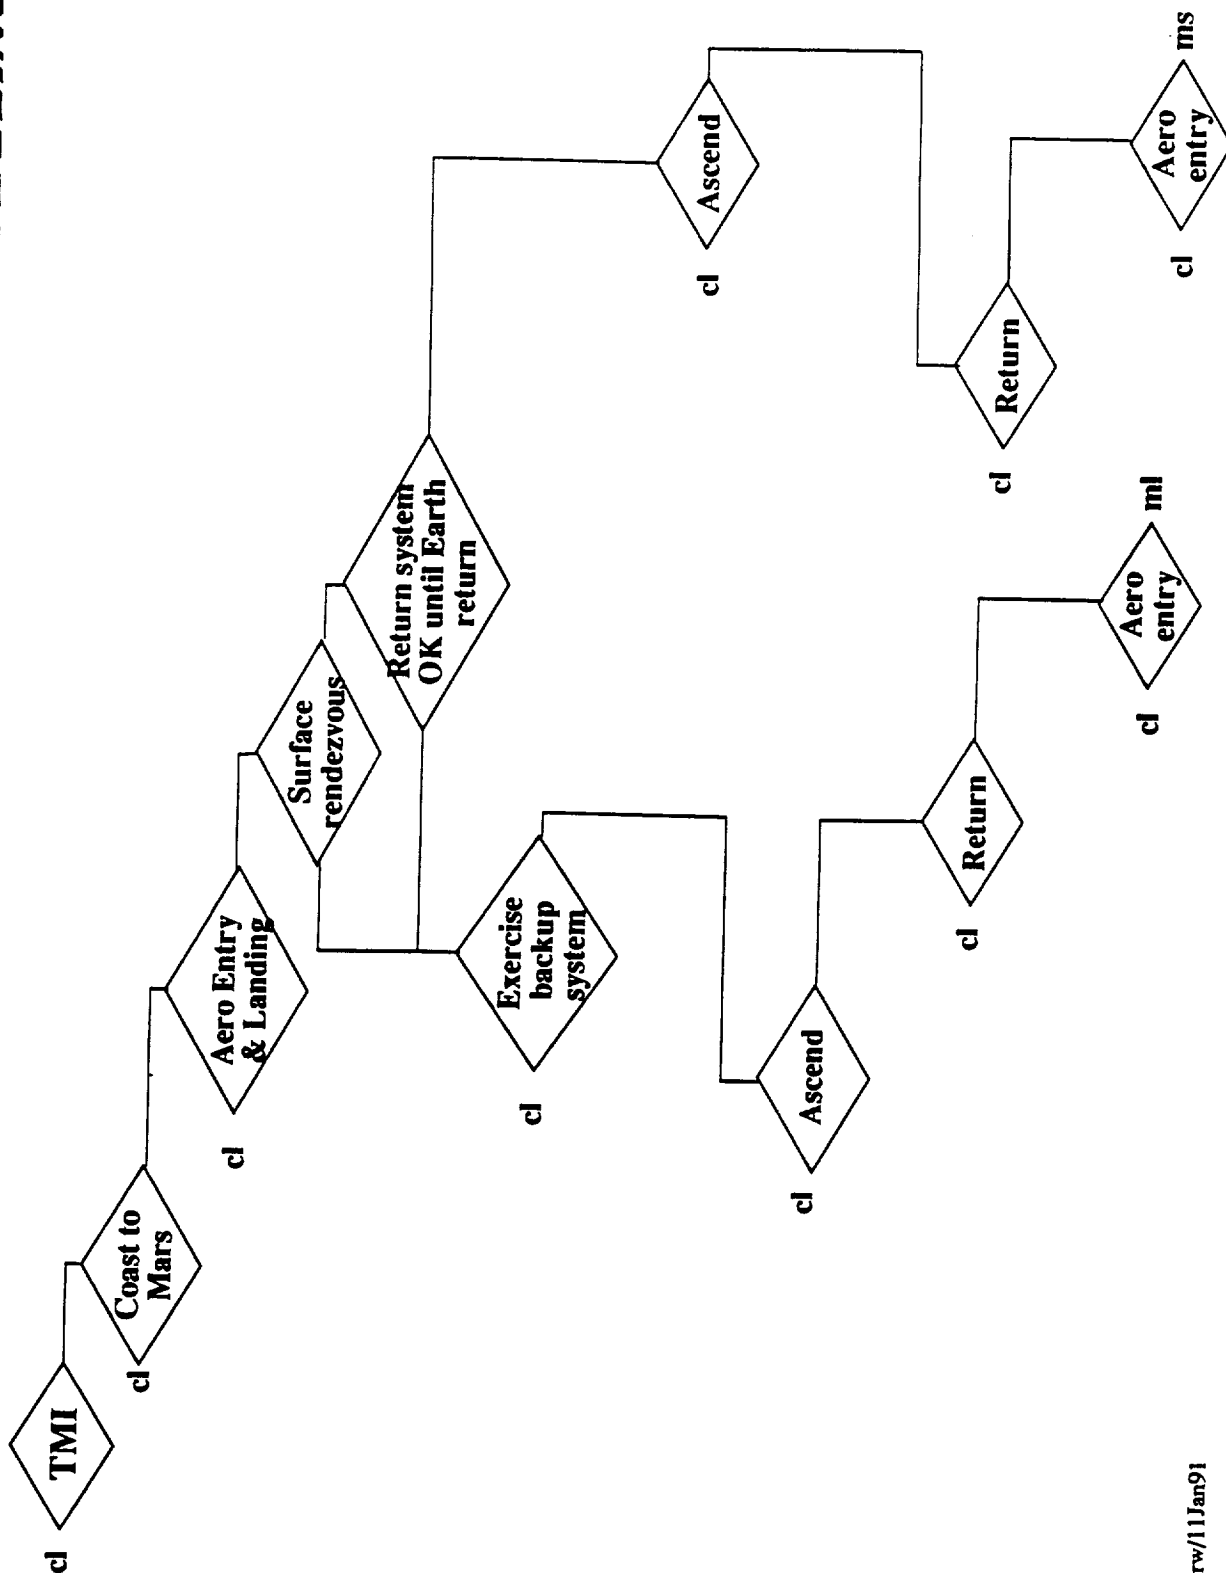 TMI
cl
Coast to
Mars
cl
Aero Entry
& Landing
cl
Surface
rendezvous
Return system
OK until Earth
return
Exercise
backup
system
cl
Ascend
cl
Return
cl
Aero
entry
cl
ml
Ascend
cl
Return
cl
Aero
entry
cl
ms
rw/11Jan91